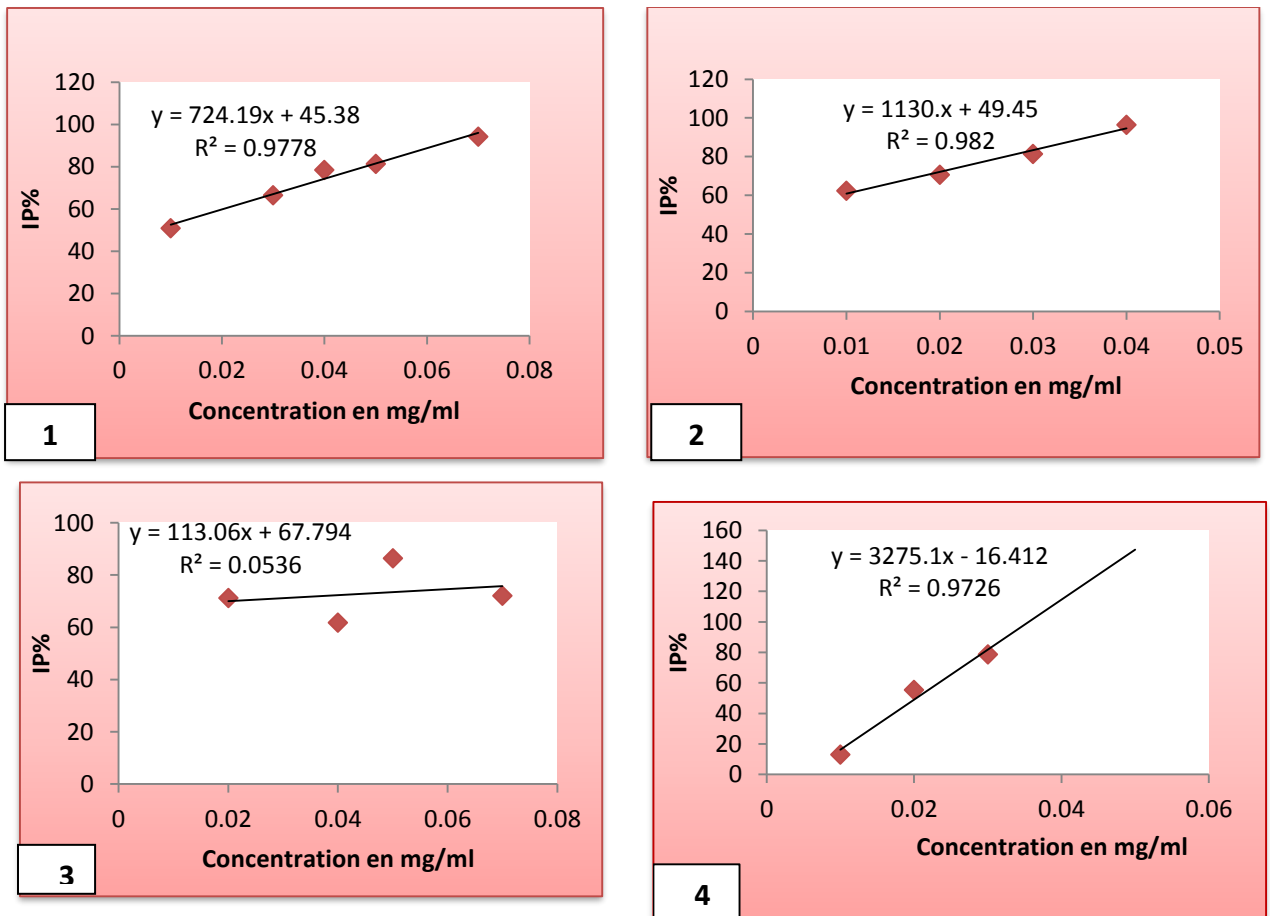 120
100
80
60
40
20
0
IP%
y = 724.19x + 45.38
R² = 0.9778
0 0.02 0.04 0.06 0.08
Concentration en mg/ml
1
120
100
80
60
40
20
0
IP%
y = 1130.x + 49.45
R² = 0.982
0 0.01 0.02 0.03 0.04 0.05
Concentration en mg/ml
2
100
80
60
40
20
0
IP%
y = 113.06x + 67.794
R² = 0.0536
0 0.02 0.04 0.06 0.08
Concentration en mg/ml
3
160
140
120
100
80
60
40
20
0
IP%
y = 3275.1x - 16.412
R² = 0.9726
0 0.02 0.04 0.06
Concentration en mg/ml
4